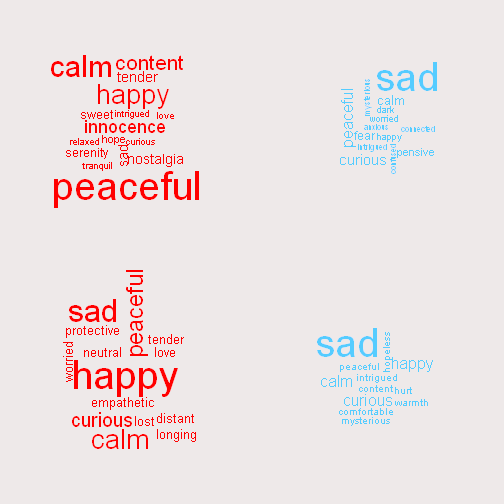 calm content
tender
happy
sweet intrigued love
innocence
relaxed hope curious
serenity sad nostalgia
tranquil
peaceful
sad
mysterious
calm
peaceful dark
worried
anxious connected
fear happy
intrigued
confused pensive
curious
peaceful
sad
protective
tender
worried neutral love
happy
empathetic
curious lost distant
calm longing
sad
hopeless
peaceful happy
calm intrigued
content hurt
curious warmth
comfortable
mysterious